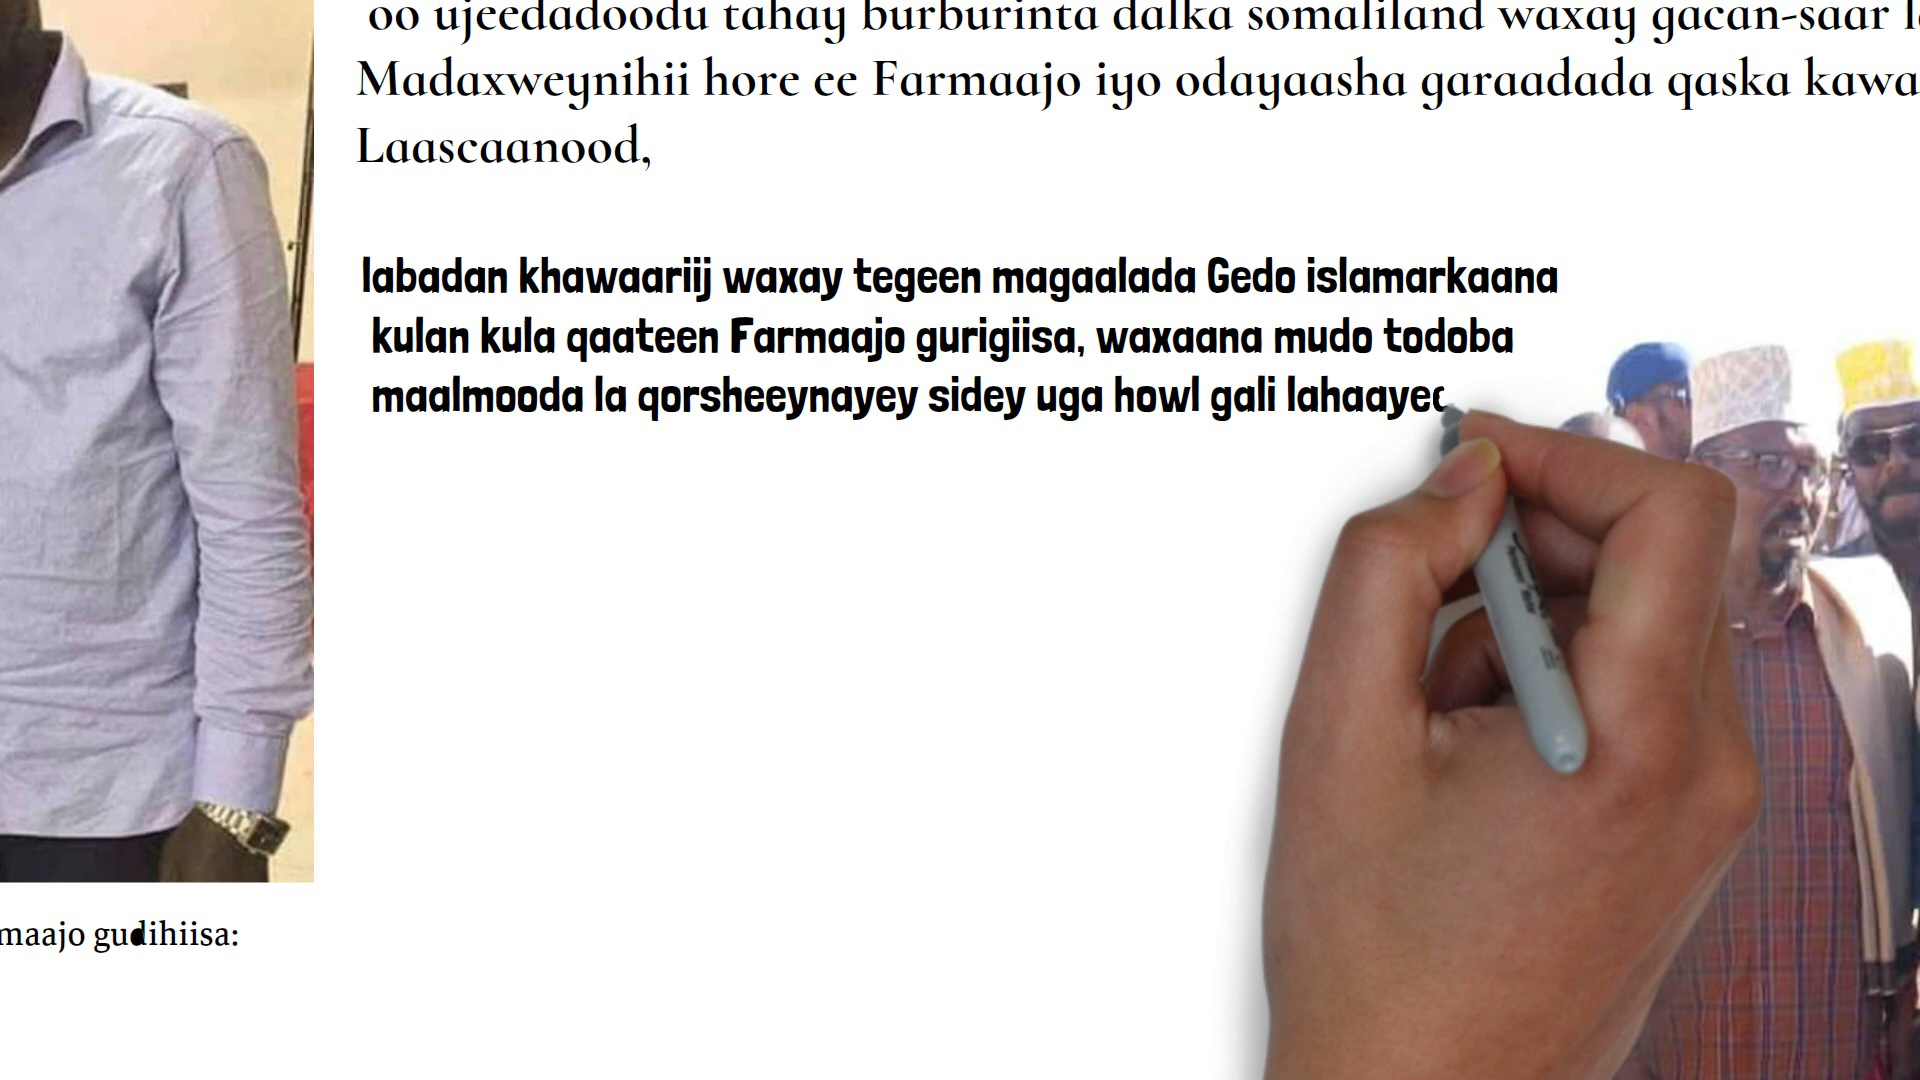 oo ujeedadoodu tahay burburinta dalka somaliland waxay gacan-saar
Madaxweynihii hore ee Farmaajo iyo odayaasha garaadada qaska
Laascaanood,
labadan khawaariij waxay tegeen magaalada Gedo islamarkaana
kulan kula qaateen Farmaajo gurigiisa, waxaana mudo todoba
maalmooda la qorsheeynayey sidey uga howl gali
gudihiisa: